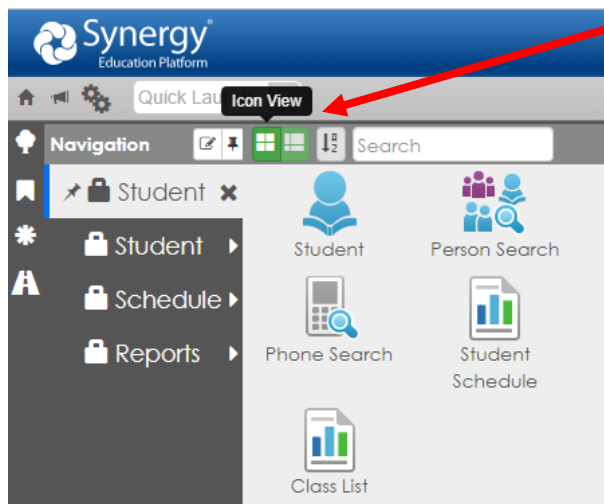 Synergy
Education Platform
Quick Lau
Icon View
Navigation
Search
Student
Student
Schedule
Reports
Student
Person Search
Phone Search
Student
Schedule
Class List